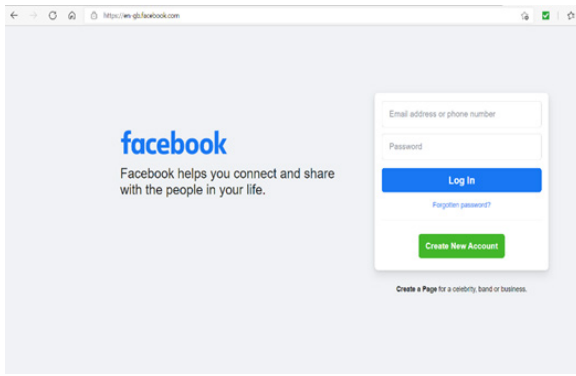 https://en-gb.facebook.com
facebook
Facebook helps you connect and share
with the people in your life.
Email address or phone number
Password
Log In
Forgotten password?
Create New Account
Create a Page for a celebrity, band or business.